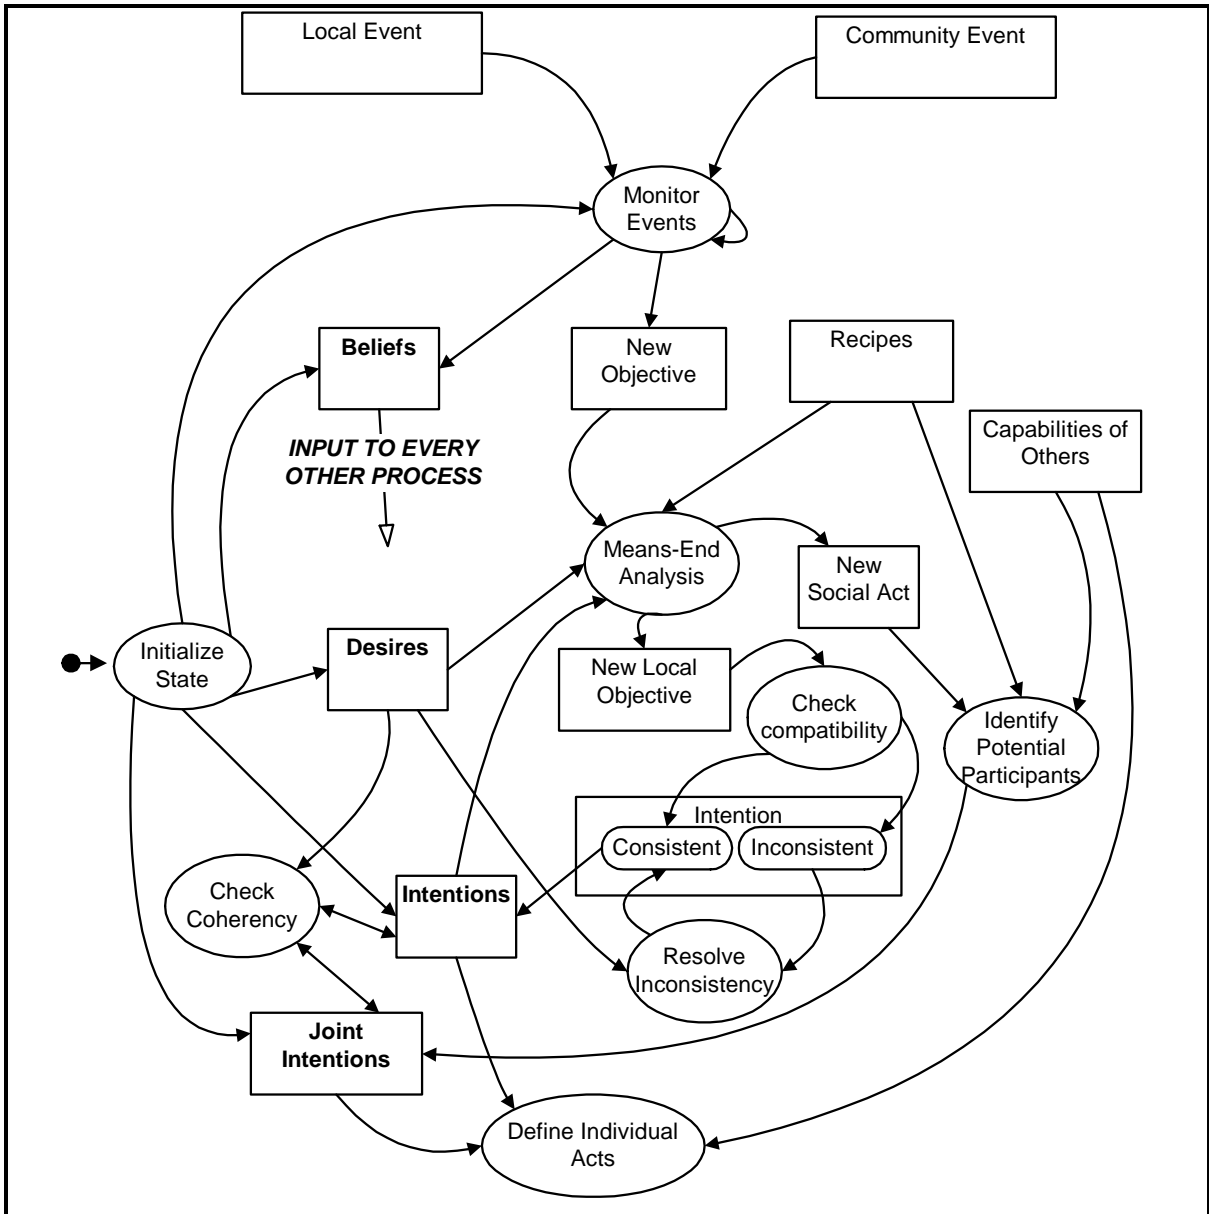 Local Event
Community Event
Monitor
Events
Beliefs
New
Objective
Recipes
Capabilities of
Others
INPUT TO EVERY
OTHER PROCESS
Means-End
Analysis
New
Social Act
Initialize
State
Desires
New Local
Objective
Check
compatibility
Identify
Potential
Participants
Intention
Consistent
Inconsistent
Check
Coherency
Intentions
Resolve
Inconsistency
Joint
Intentions
Define Individual
Acts